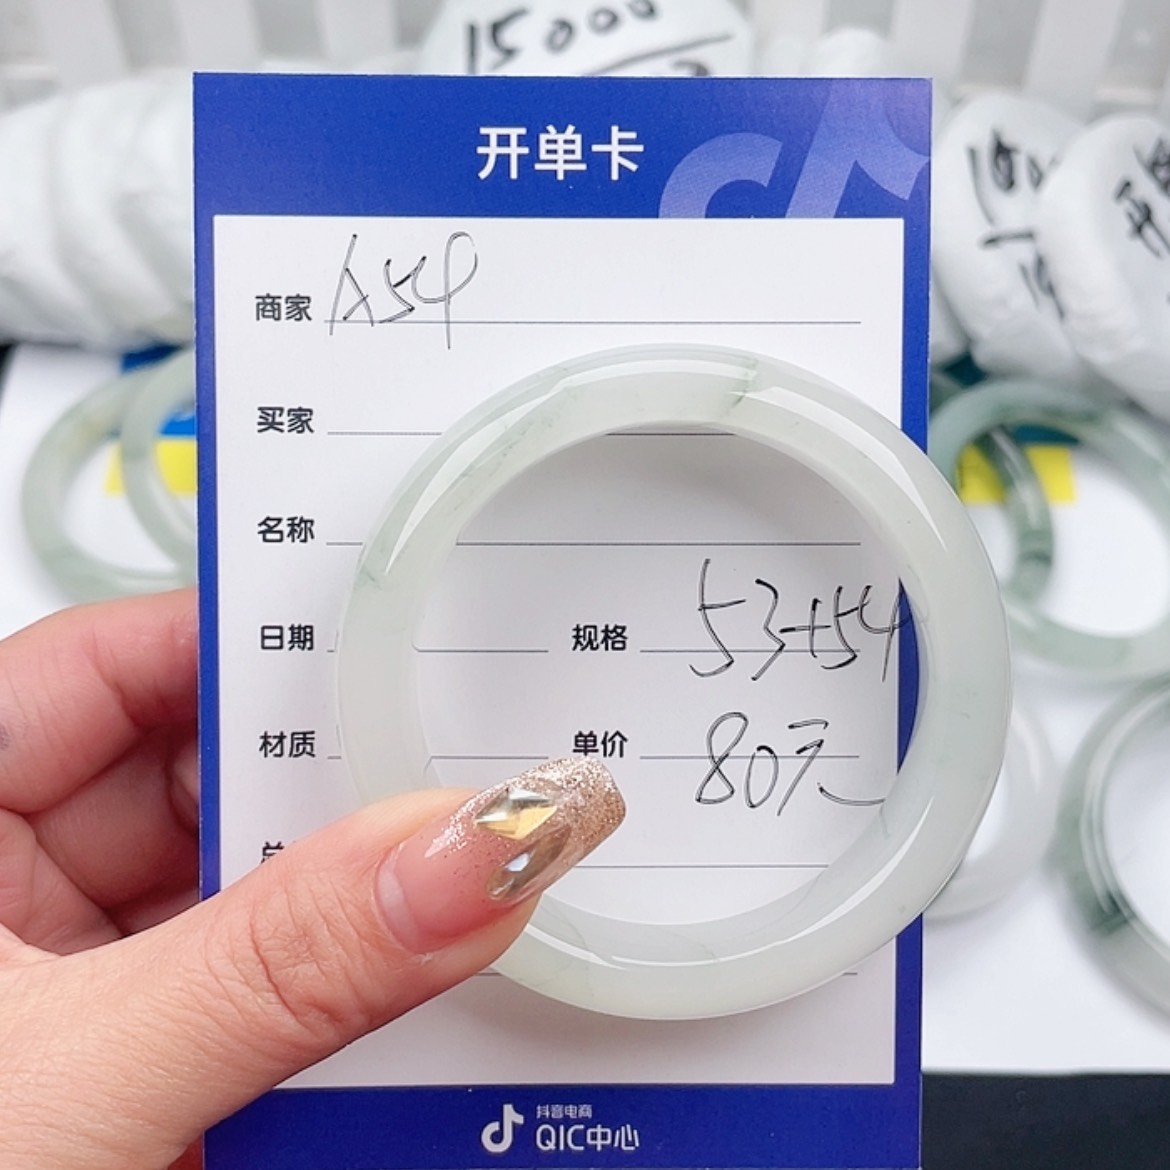 15000
开单卡
商家 A54
买家
名称
日期 规格 53+54
材质 单价 80元
抖音电商
QIC中心